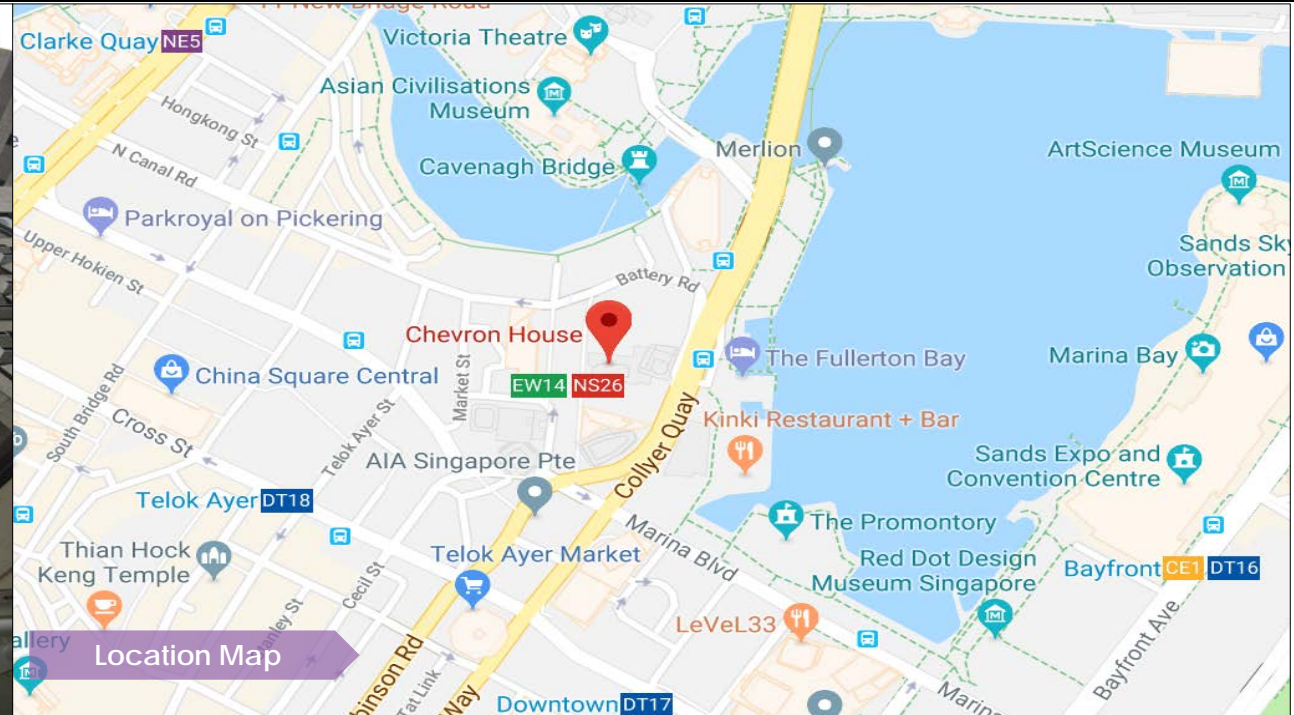 Clarke Quay NE5
Victoria Theatre
Asian Civilisations
Museum
Hongkong St
N Canal Rd
Cavenagh Bridge
Merlion
ArtScience Museum
Parkroyal on Pickering
Upper Hokien St
Battery Rd
Sands Sky
Observation
Chevron House
EW14 NS26
The Fullerton Bay
Marina Bay
China Square Central
Market St
South Bridge Rd
Cross St
Telok Ayer St
Collyer Quay
Kinki Restaurant + Bar
AIA Singapore Pte
Sands Expo and
Convention Centre
Telok Ayer DT18
The Promontory
Marina Blvd
Thian Hock
Keng Temple
Telok Ayer Market
Cecil St
Red Dot Design
Museum Singapore
Bayfront CE1 DT16
LeVeL33
Bayfront Ave
allery
Location Map
anley St
binson Rd
Tat Link
Way
Downtown DT17
Marina